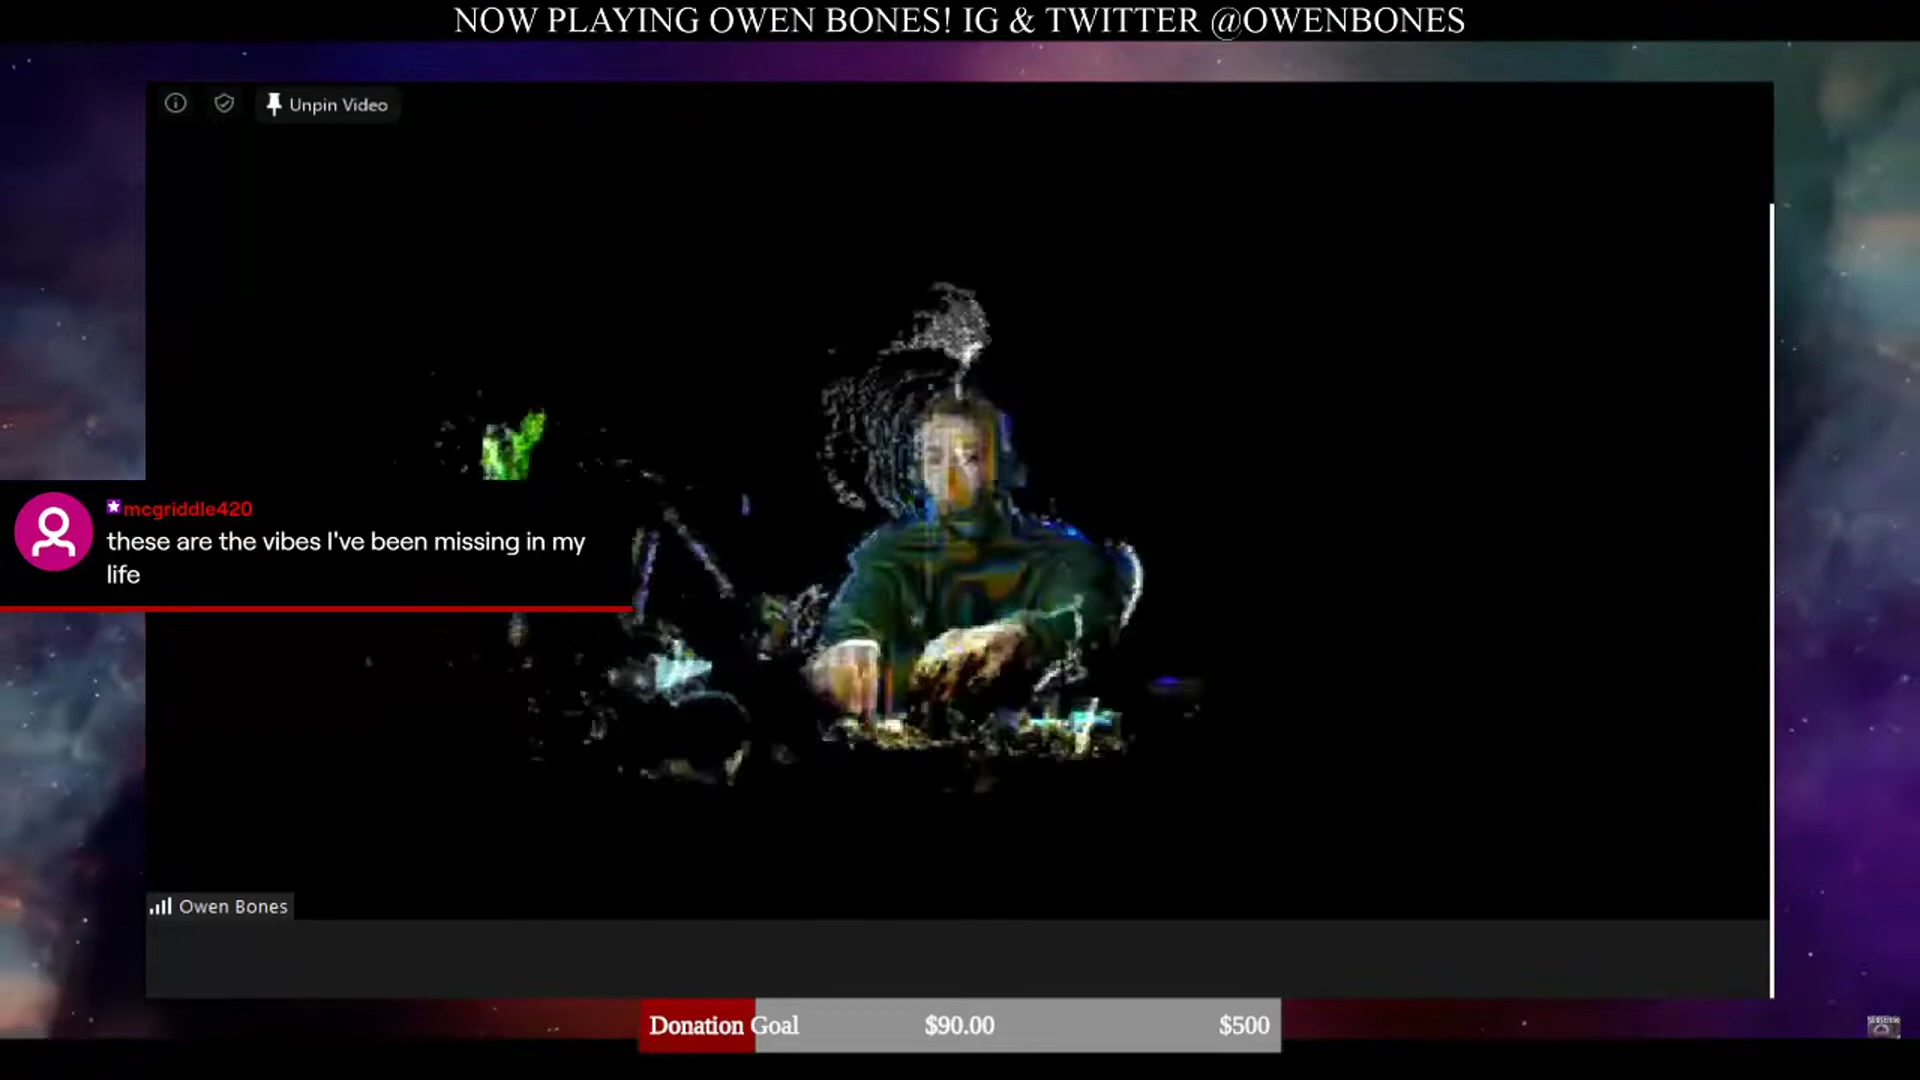 NOW PLAYING OWEN BONES! IG & TWITTER @OWENBONES
Unpin Video
mcgriddle420
these are the vibes I've been missing in my
life
Owen Bones
Donation Goal $90.00 $500